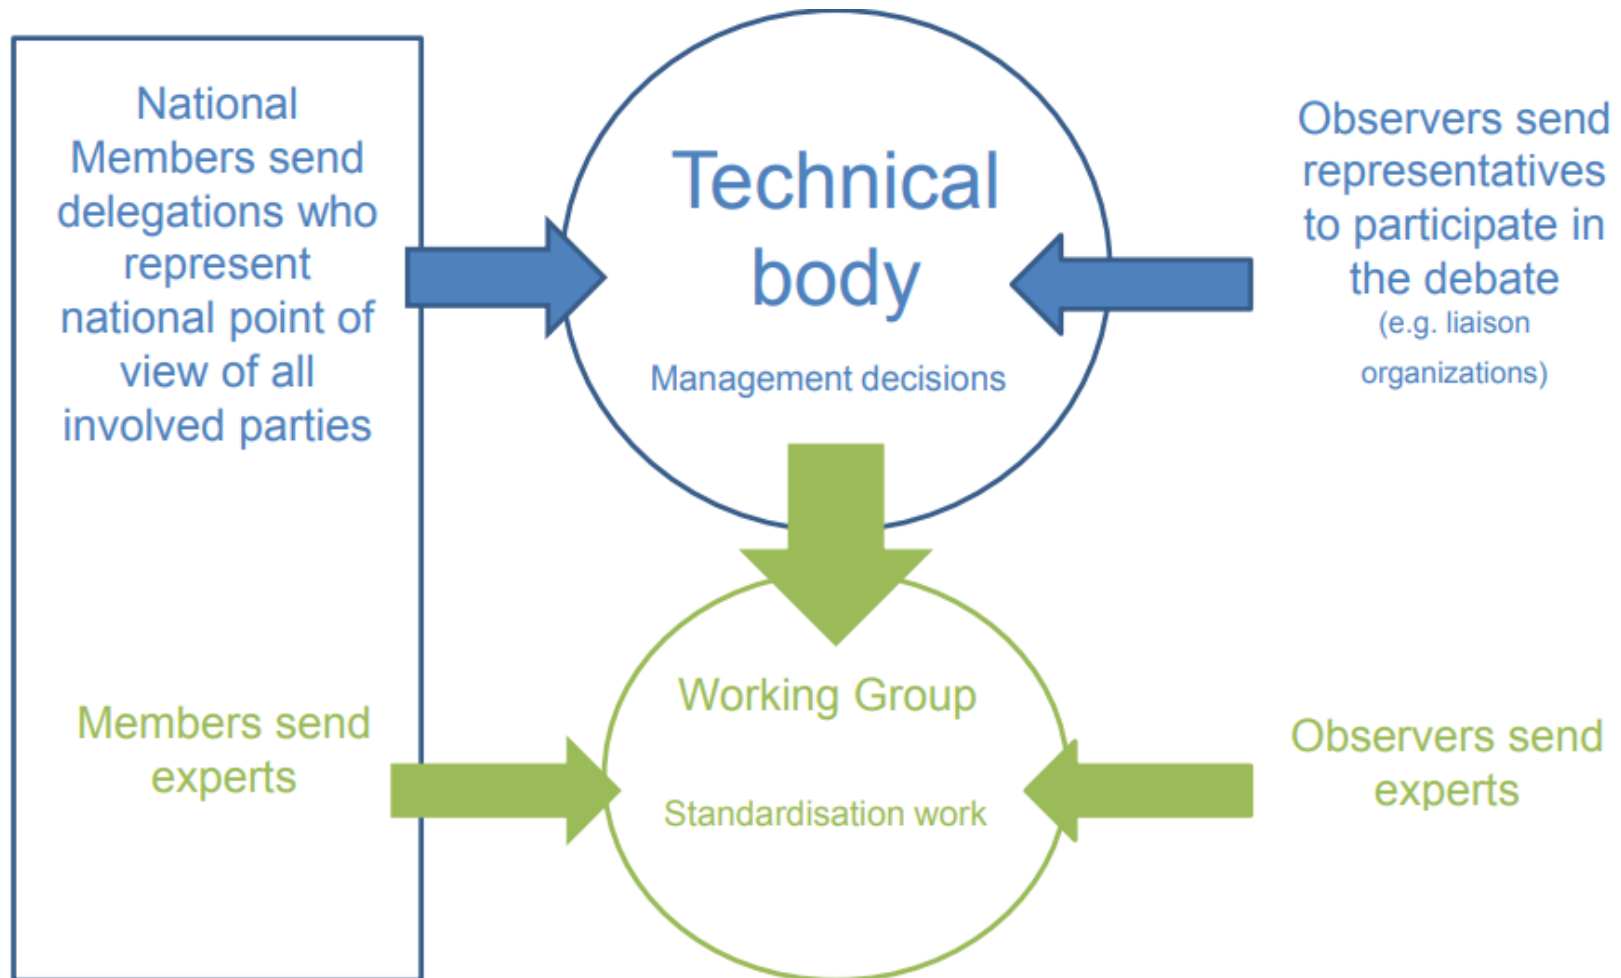 National
Members send
delegations who
represent
national point of
view of all
involved parties
Technical
body
Management decisions
Observers send
representatives
to participate in
the debate
(e.g. liaison
organizations)
Members send
experts
Working Group
Standardisation work
Observers send
experts